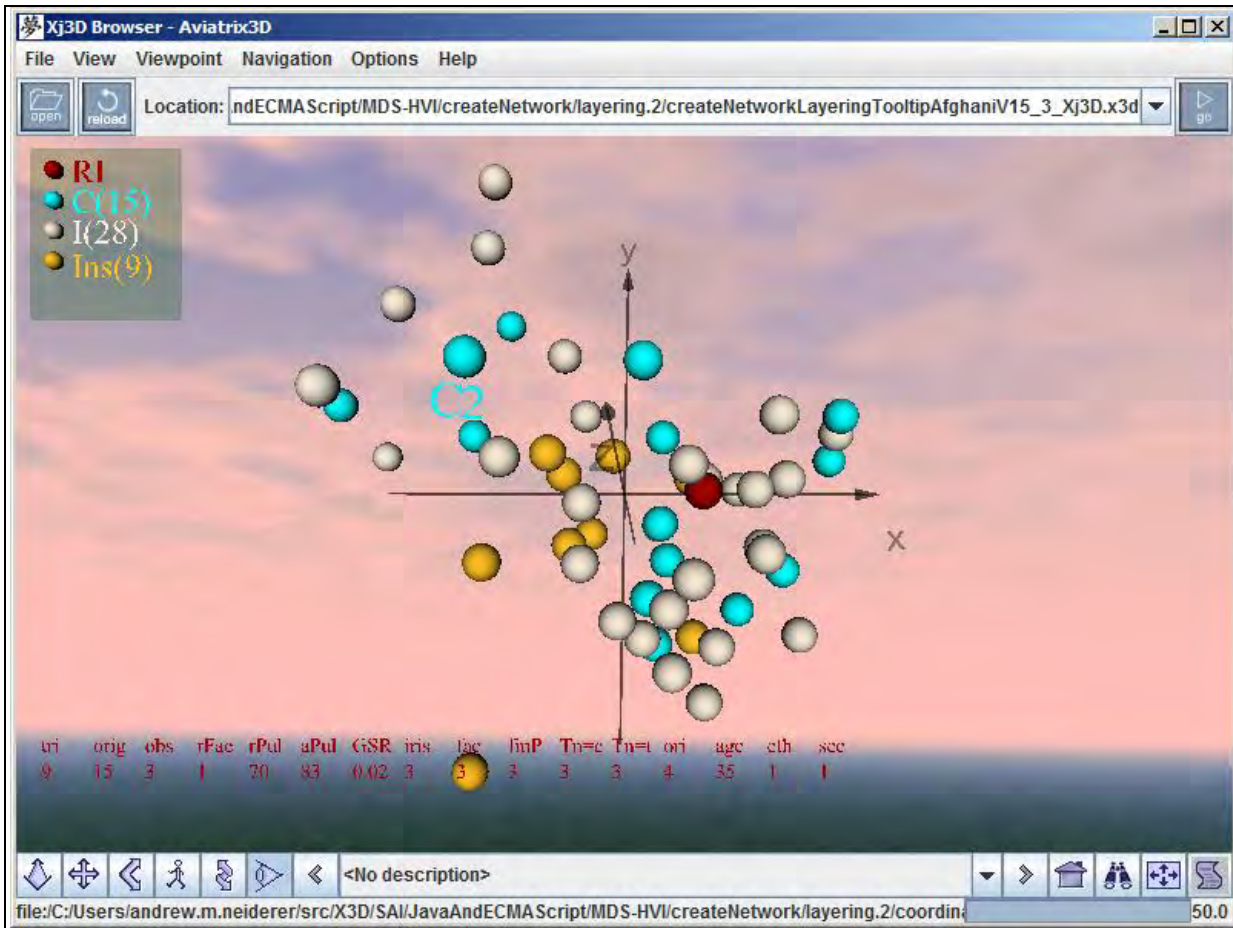 Xj3D Browser - Aviatrix3D
File View Viewpoint Navigation Options Help
open reload Location: .ndECMAScript/MDS-HVI/createNetwork/layering.2/createNetworkLayeringTooltipAfghaniV15_3_Xj3D.x3d go
RI
C(15)
I(28)
Ins(9)
y
C2
Z
x
tri orig obs rFac rPul aPul GSR iris fac finP Tn=c Tn=t ori age eth sec
9 15 3 1 70 83 0.02 3 3 3 3 3 4 35 1 1
<No description>
file:/C:/Users/andrew.m.neiderer/src/X3D/SAI/JavaAndECMAScript/MDS-HVI/createNetwork/layering.2/coordina 50.0